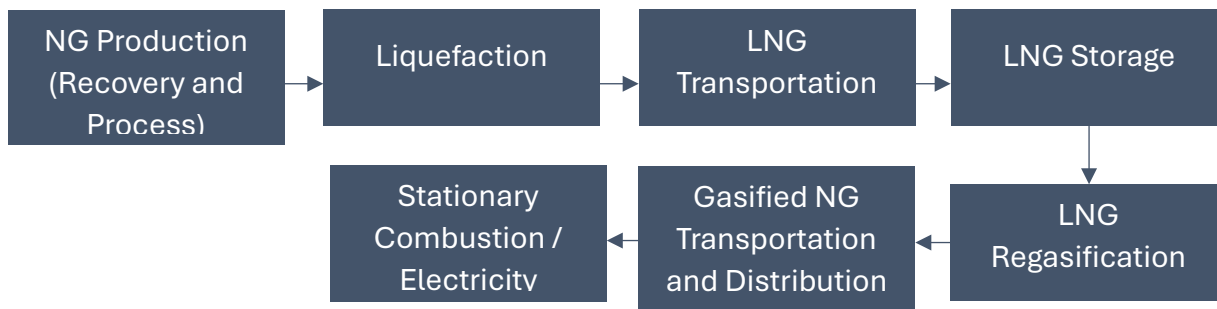 NG Production
(Recovery and
Process)
Liquefaction
LNG
Transportation
LNG Storage
LNG
Regasification
Gasified NG
Transportation
and Distribution
Stationary
Combustion /
Electricity